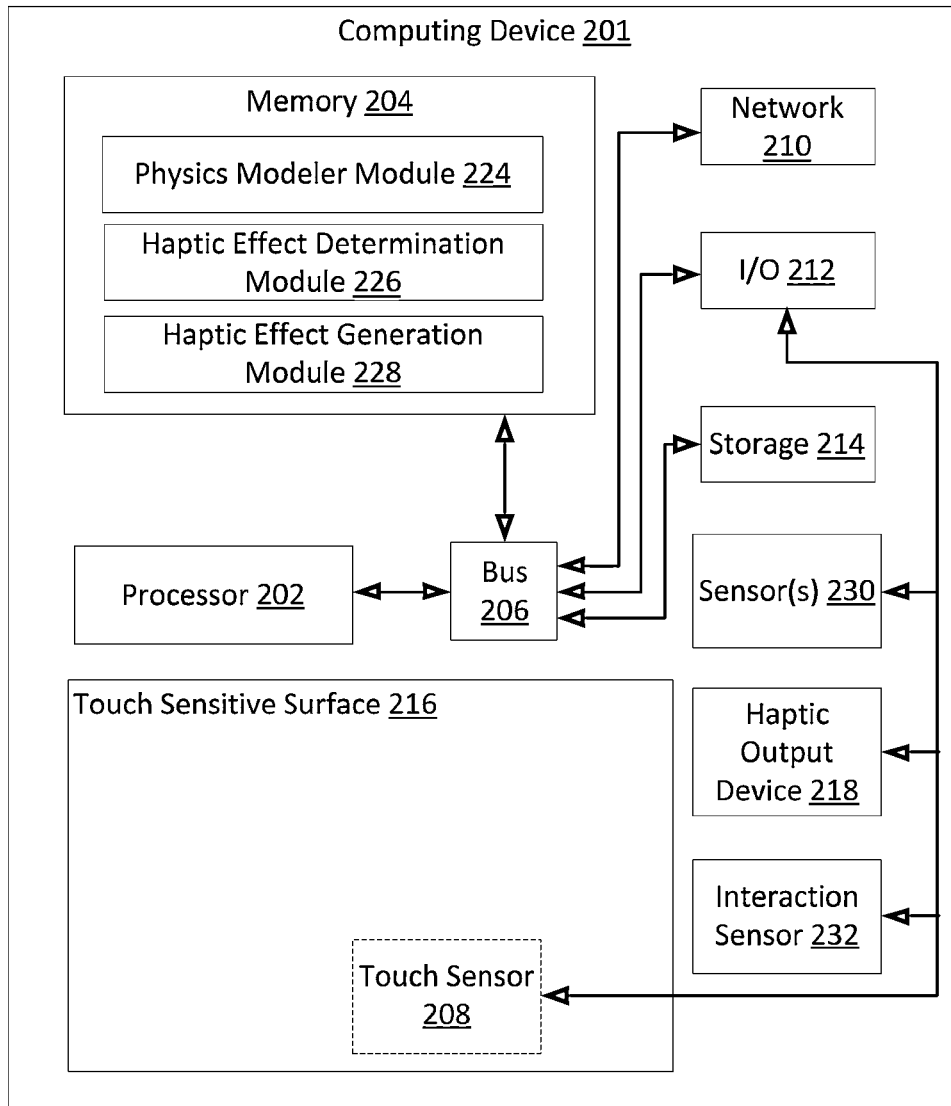 Computing Device 201
Memory 204
Physics Modeler Module 224
Haptic Effect Determination
Module 226
Haptic Effect Generation
Module 228
Network
210
I/O 212
Storage 214
Processor 202
Bus
206
Sensor(s) 230
Touch Sensitive Surface 216
Haptic
Output
Device 218
Interaction
Sensor 232
Touch Sensor
208